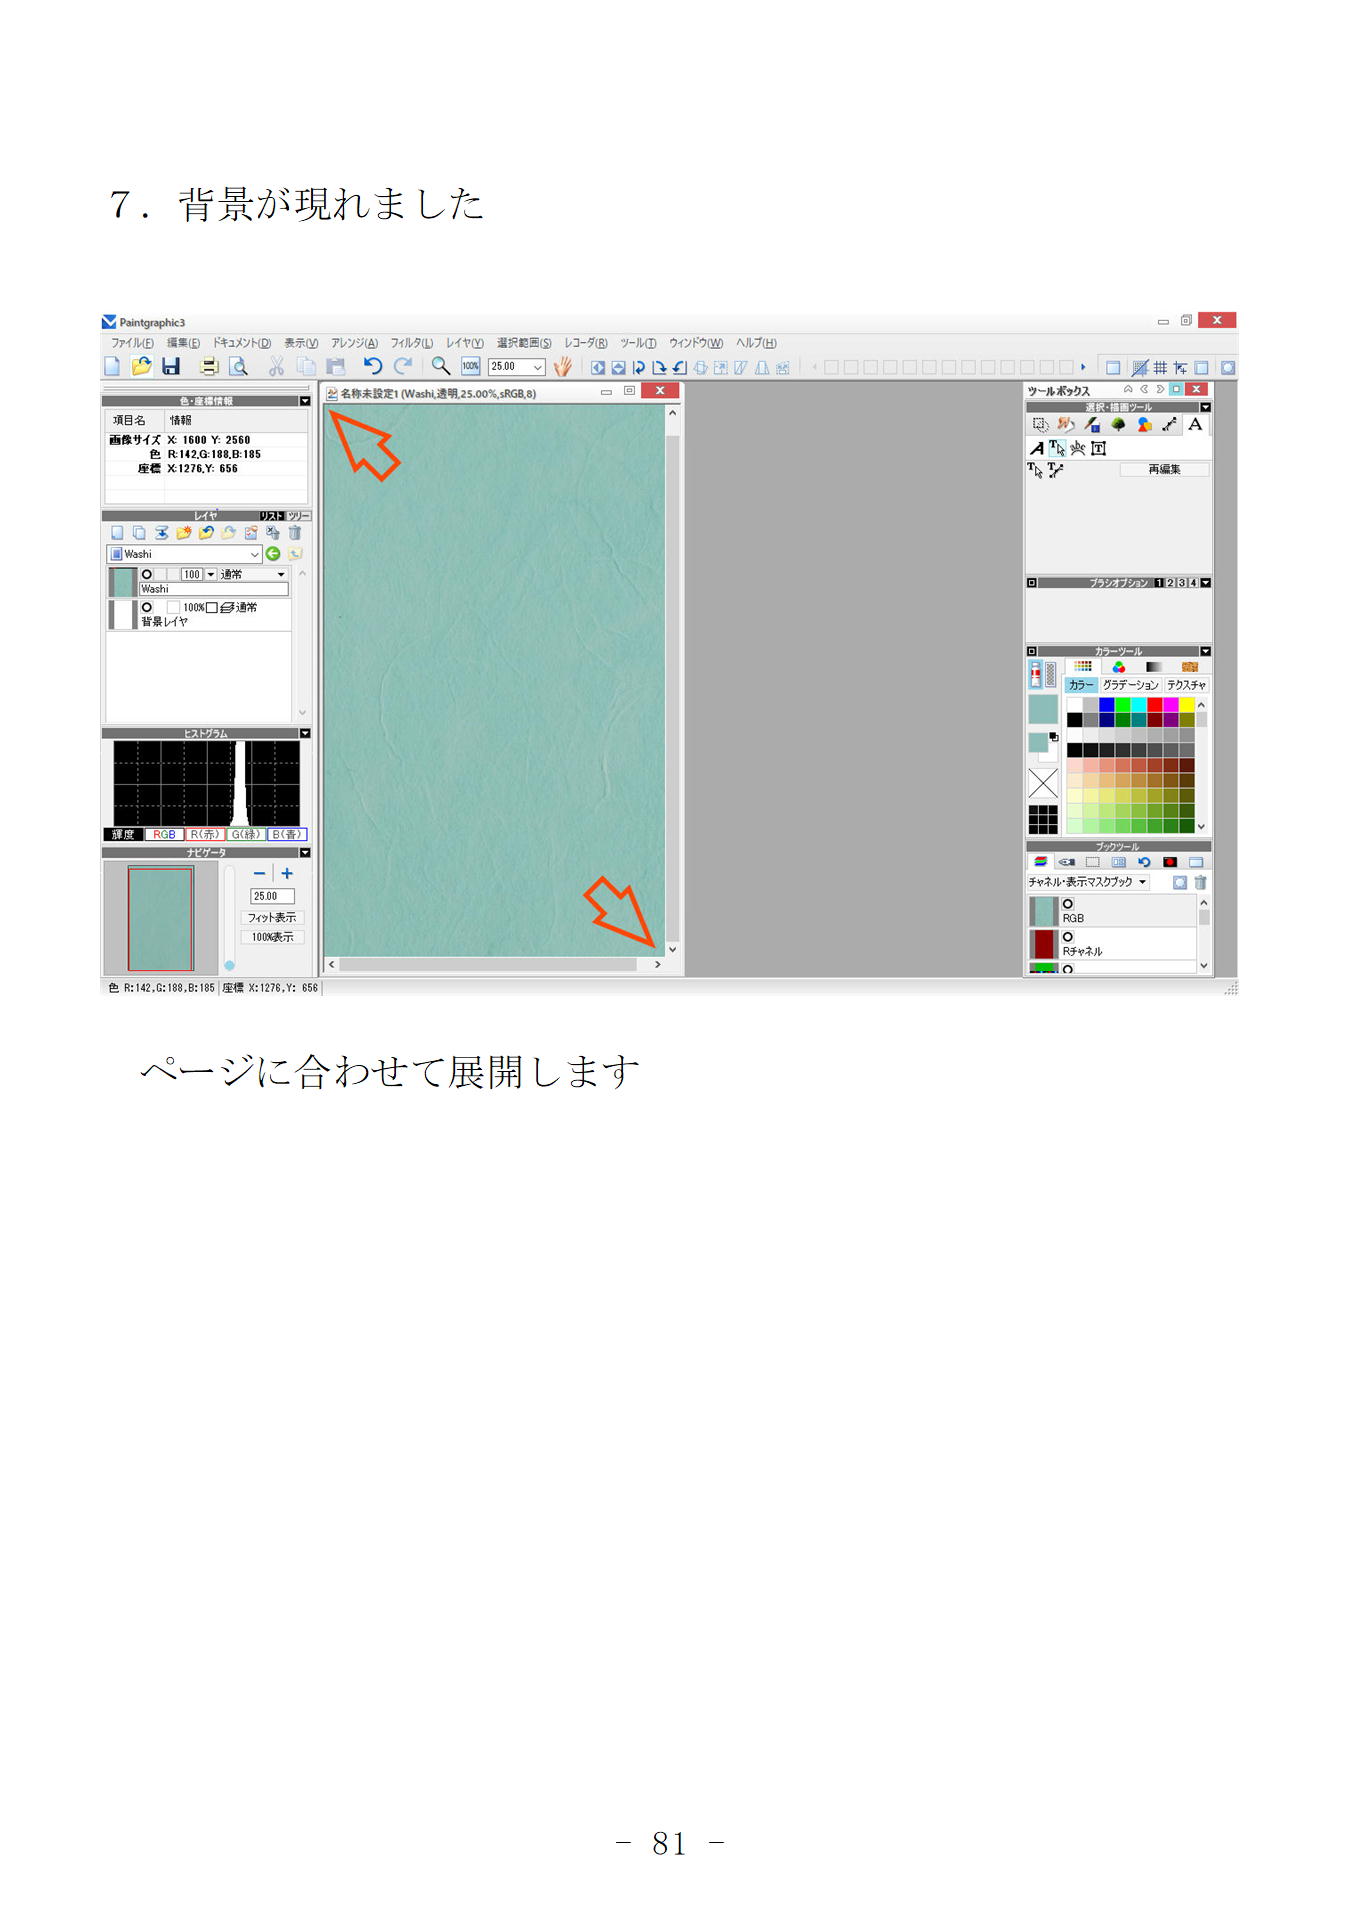 ７．背景が現れました
Paintgraphic3
ファイル(F) 編集(E) ドキュメント(D) 表示(V) アレンジ(A) フィルタ(L) レイヤ(Y) 選択範囲(S) レコーダ(R) ツール(T) ウィンドウ(W) ヘルプ(H)
100% 25.00
色・座標情報
項目名 情報
画像サイズ X: 1600 Y: 2560
色 R:142,G:188,B:185
座標 X:1276,Y: 656
レイヤ リスト ツリー
Washi
100 通常
Washi
100% 通常
背景レイヤ
ヒストグラム
輝度 RGB R(赤) G(緑) B(青)
ナビゲータ
25.00
フィット表示
100%表示
名称未設定1 (Washi,透明,25.00%,sRGB,8)
ツールボックス
選択・描画ツール
再編集
ブラシオプション 1 2 3 4
カラーツール
カラー グラデーション テクスチャ
ブックツール
チャネル・表示マスクブック
RGB
Rチャネル
色 R:142,G:188,B:185 座標 X:1276,Y: 656
ページに合わせて展開します
- 81 -